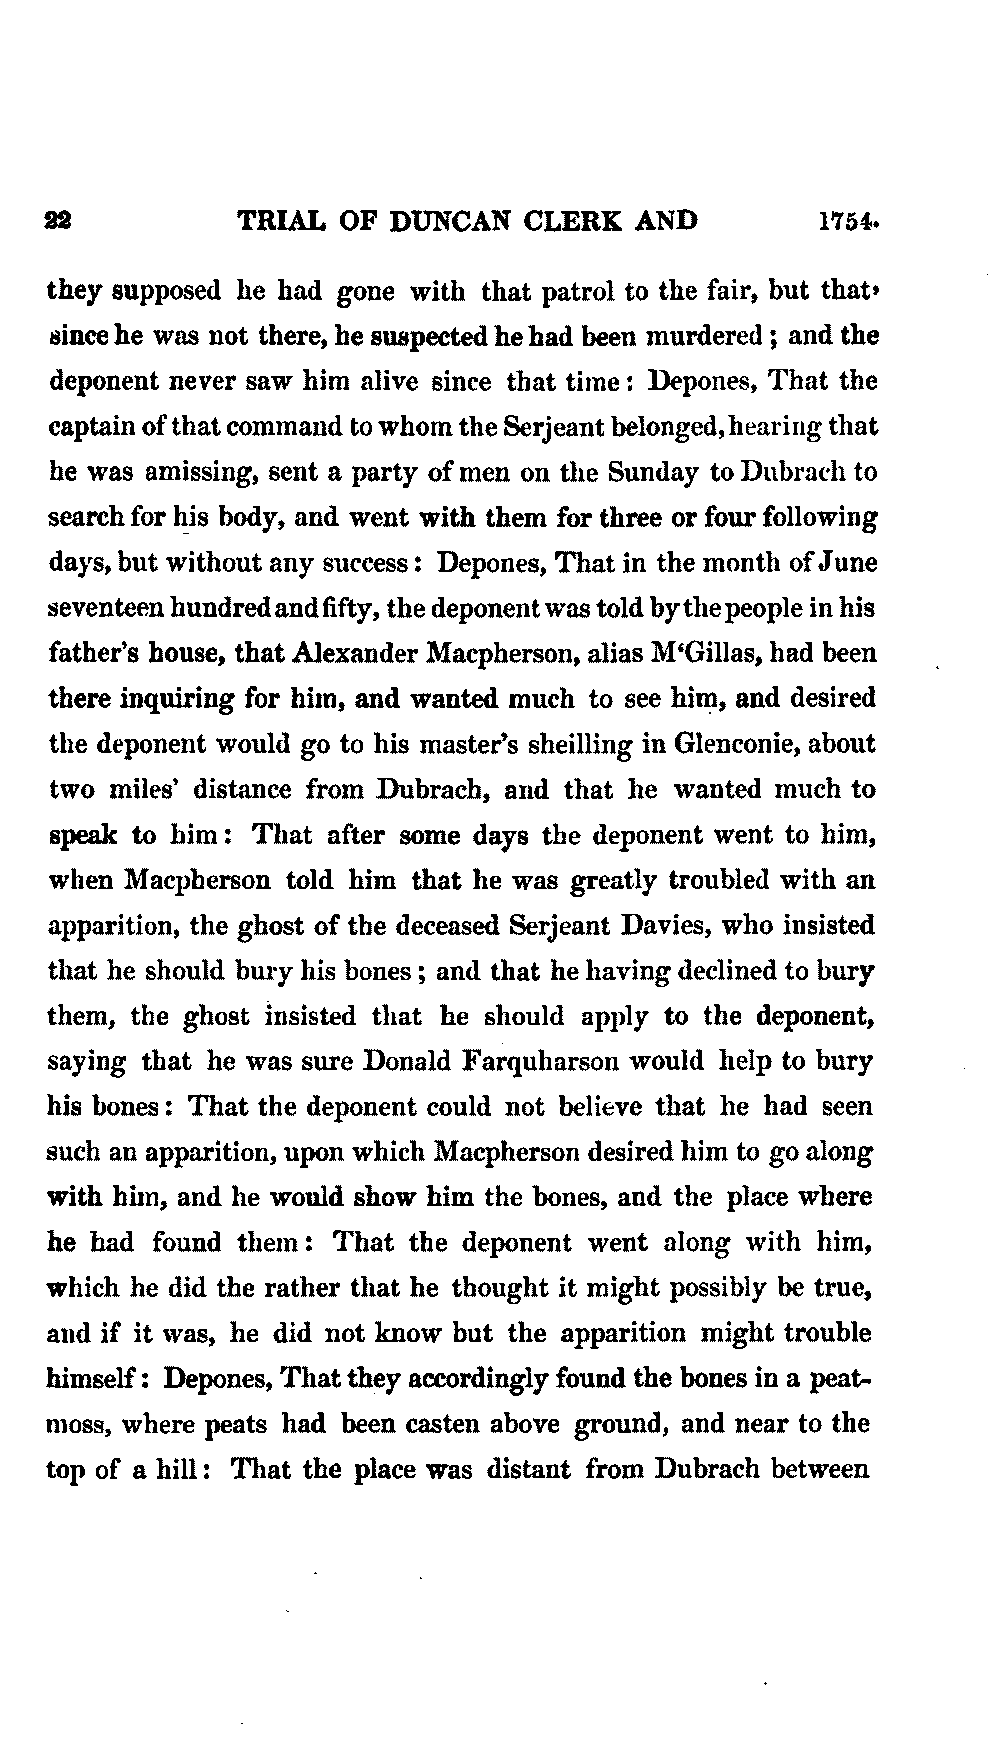 22 TRIAL OF DUNCAN CLERK AND 1754.
they supposed he had gone with that patrol to the fair, but that,
since he was not there, he suspected he had been murdered ; and the
deponent never saw him alive since that time : Depones, That the
captain of that command to whom the Serjeant belonged, hearing that
he was amissing, sent a party of men on the Sunday to Dubrach to
search for his body, and went with them for three or four following
days, but without any success : Depones, That in the month of June
seventeen hundred and fifty, the deponent was told by the people in his
father's house, that Alexander Macpherson, alias M‘Gillas, had been
there inquiring for him, and wanted much to see him, and desired
the deponent would go to his master's sheilling in Glenconie, about
two miles' distance from Dubrach, and that he wanted much to
speak to him : That after some days the deponent went to him,
when Macpherson told him that he was greatly troubled with an
apparition, the ghost of the deceased Serjeant Davies, who insisted
that he should bury his bones ; and that he having declined to bury
them, the ghost insisted that he should apply to the deponent,
saying that he was sure Donald Farquharson would help to bury
his bones : That the deponent could not believe that he had seen
such an apparition, upon which Macpherson desired him to go along
with him, and he would show him the bones, and the place where
he had found them : That the deponent went along with him,
which he did the rather that he thought it might possibly be true,
and if it was, he did not know but the apparition might trouble
himself : Depones, That they accordingly found the bones in a peat-
moss, where peats had been casten above ground, and near to the
top of a hill : That the place was distant from Dubrach between